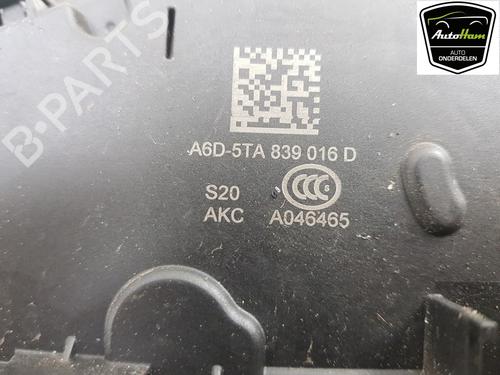 AutoHam
AUTO
ONDERDELEN
B-PARTS
A6D-5TA 839 016 D
S20
AKC A046465